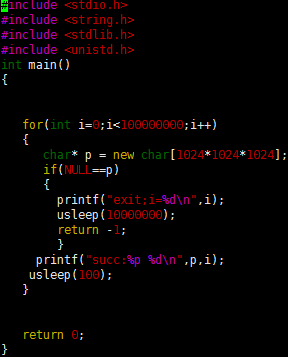 #include <stdio.h>
#include <string.h>
#include <stdlib.h>
#include <unistd.h>
int main()
{
for(int i=0;i<100000000;i++)
{
char* p = new char[1024*1024*1024];
if(NULL==p)
{
printf("exit;i=%d\n",i);
usleep(10000000);
return -1;
}
printf("succ:%p %d\n",p,i);
usleep(100);
}
return 0;
}